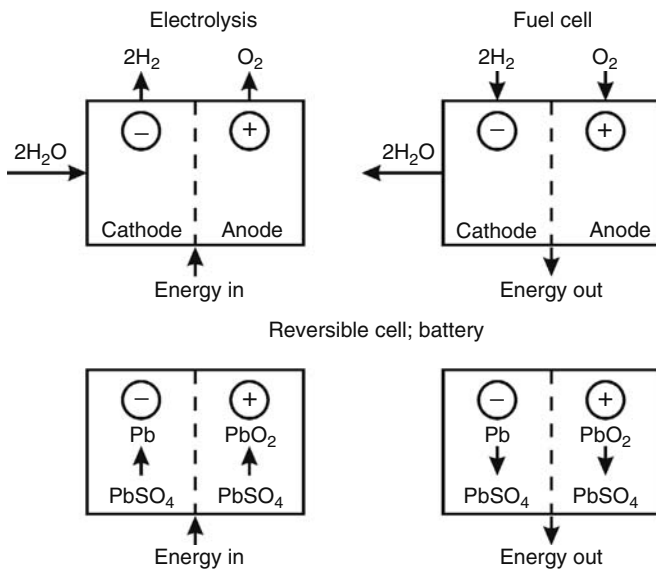 Electrolysis
2H₂ O₂
− +
2H₂O
Cathode Anode
Energy in
Fuel cell
2H₂ O₂
− +
2H₂O
Cathode Anode
Energy out
Reversible cell; battery
− +
Pb PbO₂
PbSO₄ PbSO₄
Energy in
− +
Pb PbO₂
PbSO₄ PbSO₄
Energy out